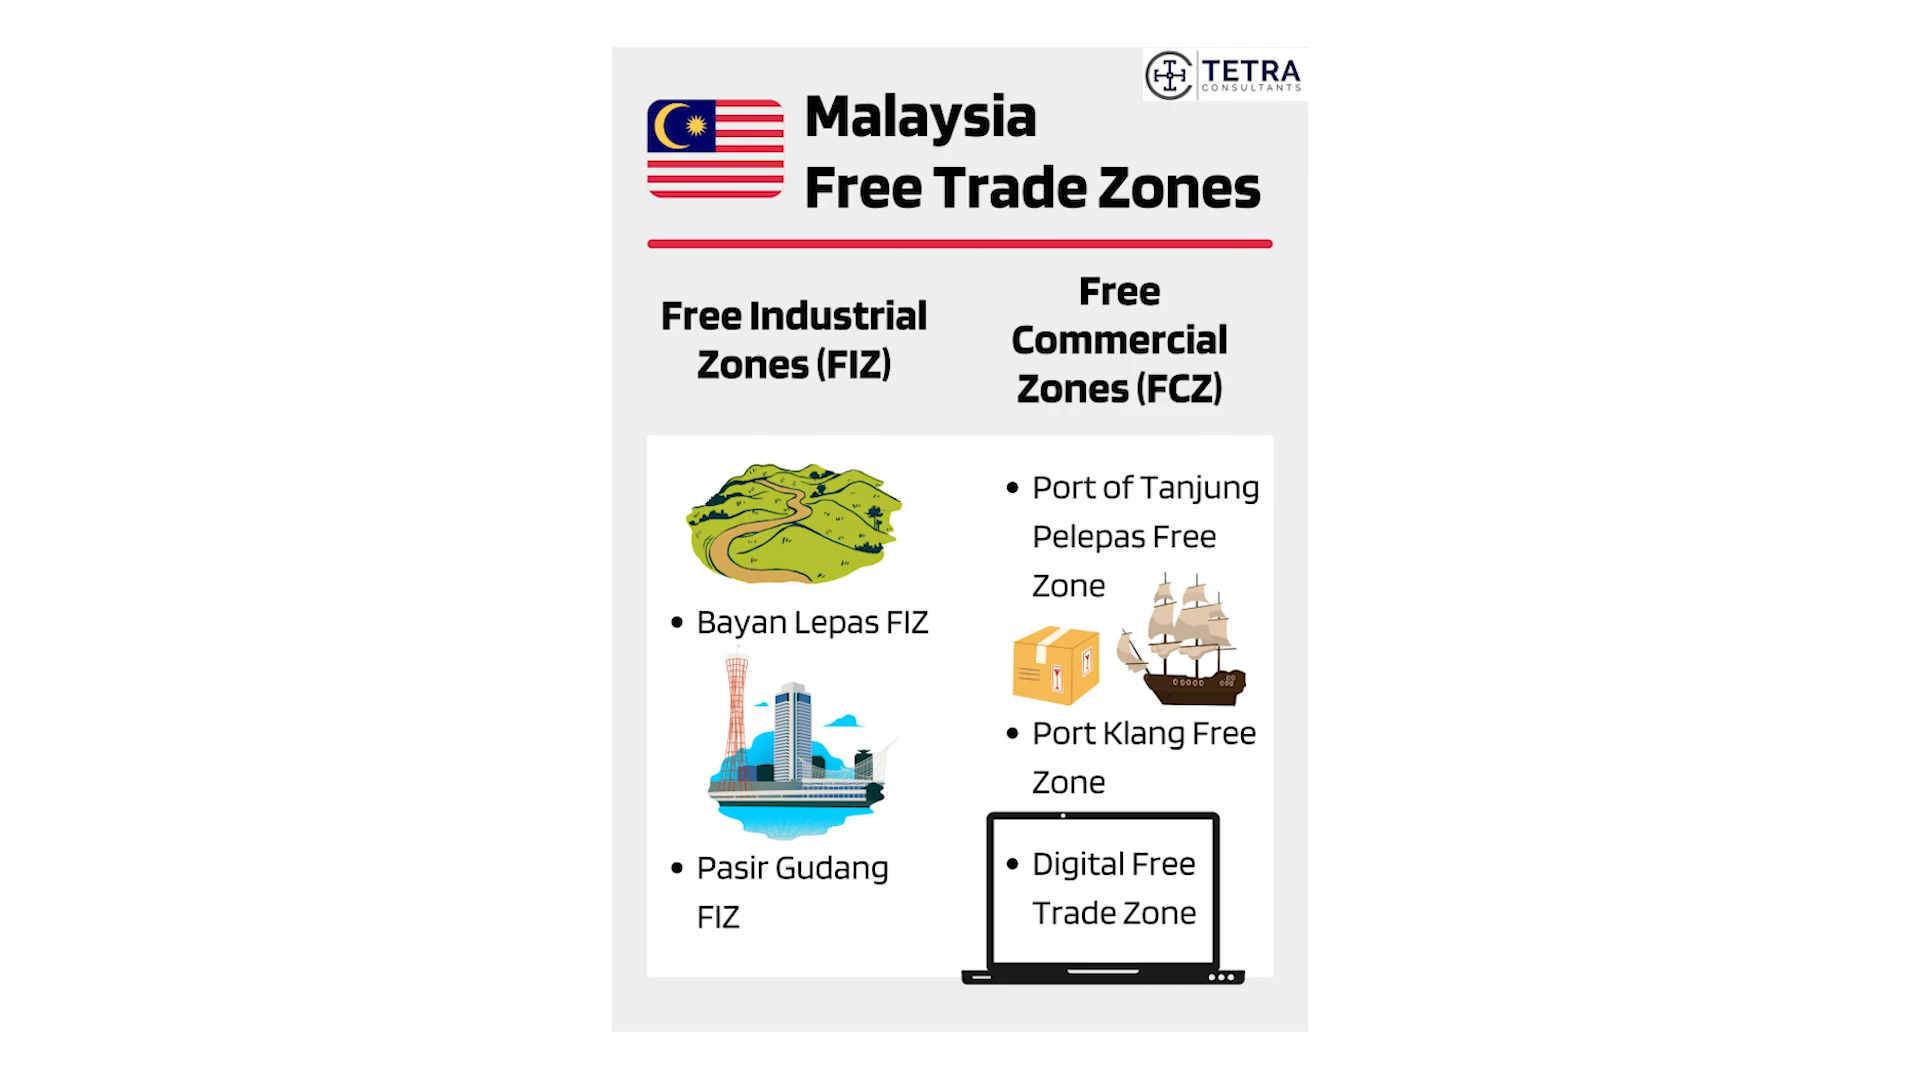 TETRA
CONSULTANTS
Malaysia
Free Trade Zones
Free Industrial
Zones (FIZ)
Free
Commercial
Zones (FCZ)
• Bayan Lepas FIZ
• Pasir Gudang
FIZ
• Port of Tanjung
Pelepas Free
Zone
• Port Klang Free
Zone
• Digital Free
Trade Zone